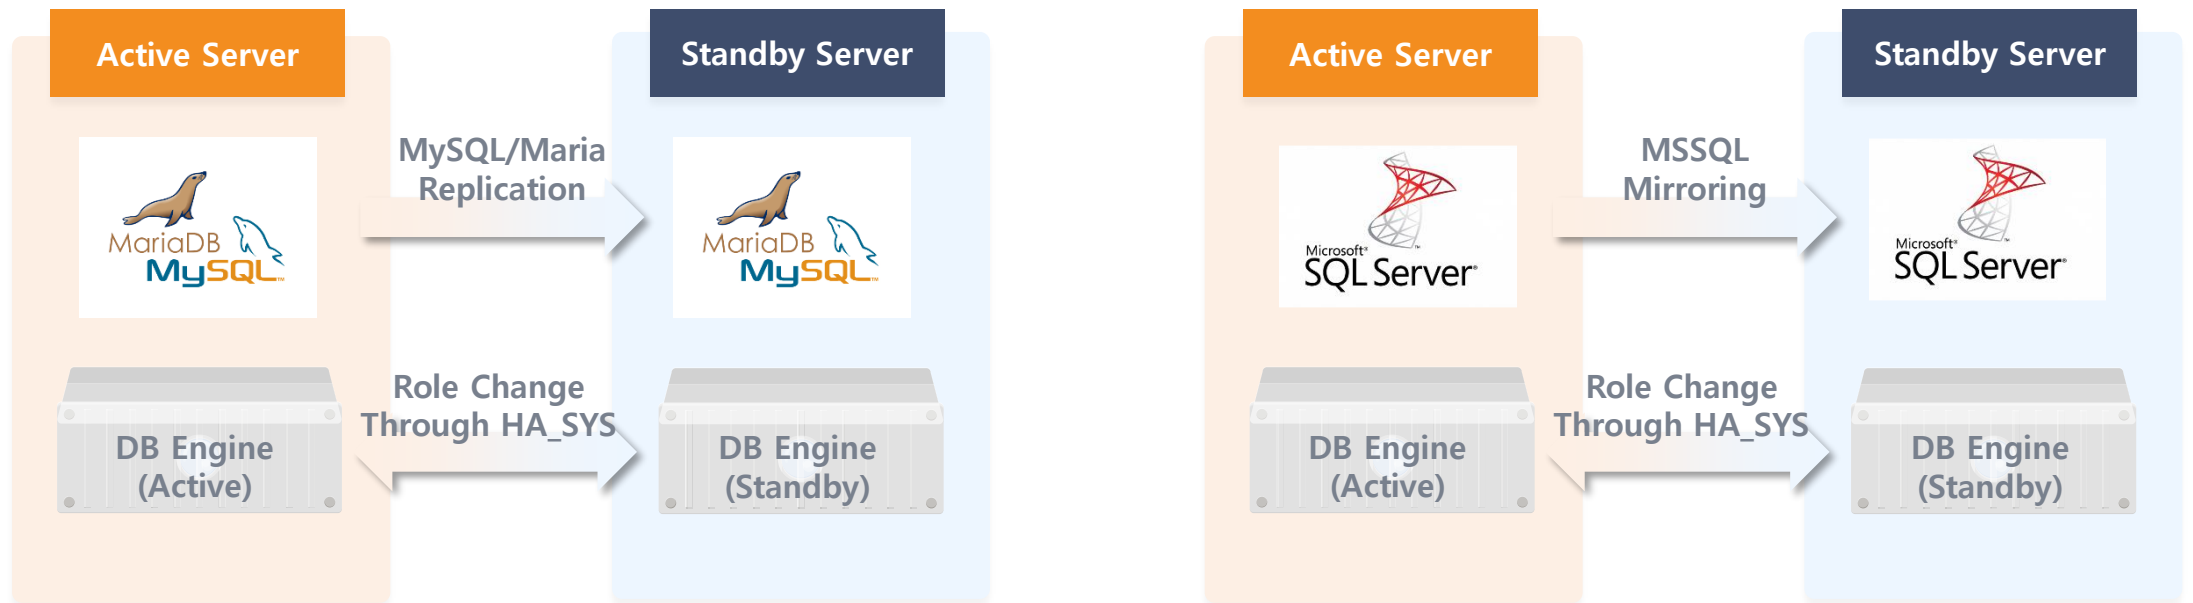 Active Server
MySQL/Maria
Replication
Standby Server
MariaDB
MySQL™
MariaDB
MySQL™
Role Change
Through HA_SYS
DB Engine
(Active)
DB Engine
(Standby)
Active Server
MSSQL
Mirroring
Standby Server
Microsoft®
SQL Server®
Microsoft®
SQL Server®
Role Change
Through HA_SYS
DB Engine
(Active)
DB Engine
(Standby)